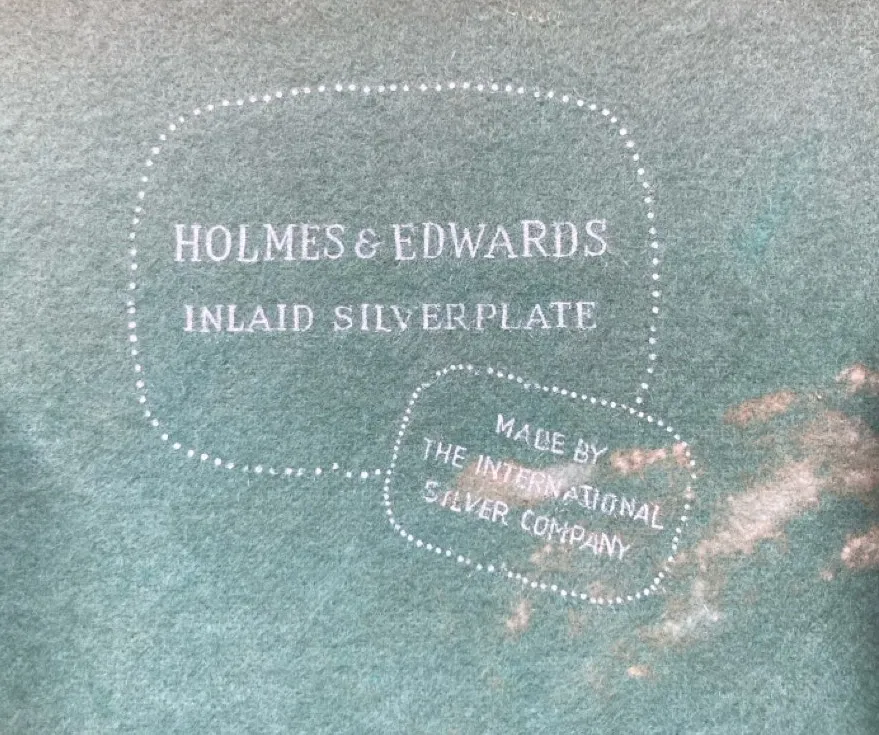 HOLMES & EDWARDS
INLAID SILVERPLATE
MADE BY
THE INTERNATIONAL
SILVER COMPANY